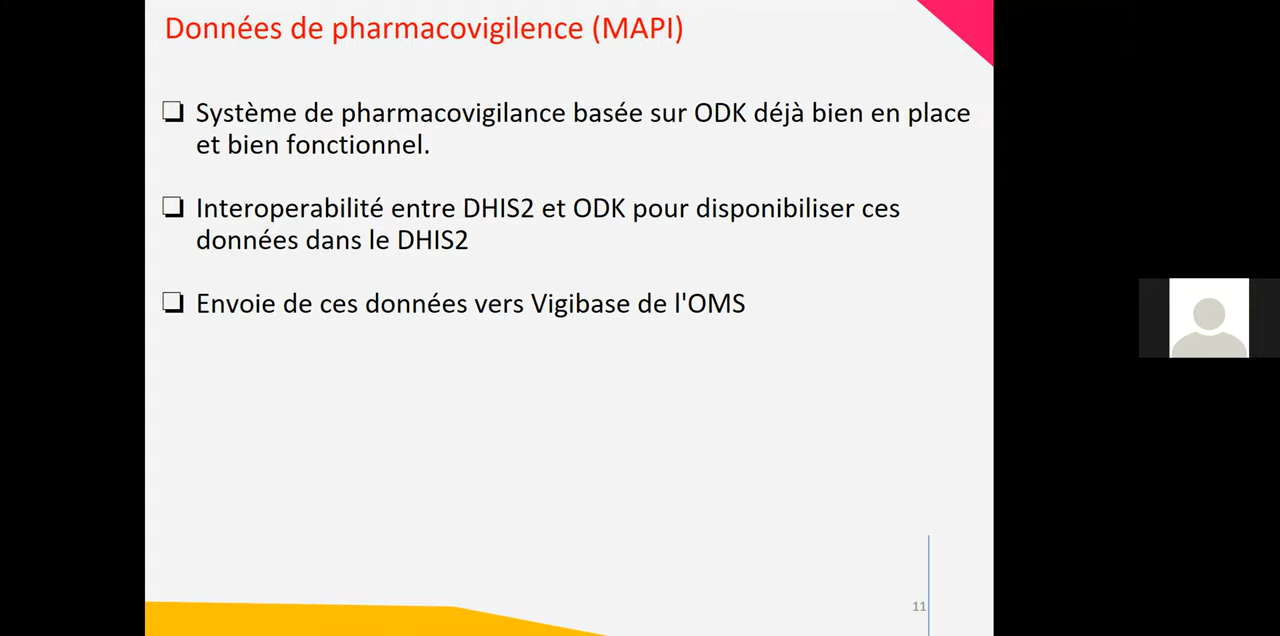 Données de pharmacovigilence (MAPI)
Système de pharmacovigilance basée sur ODK déjà bien en place
et bien fonctionnel.
Interoperabilité entre DHIS2 et ODK pour disponibiliser ces
données dans le DHIS2
Envoie de ces données vers Vigibase de l'OMS
11